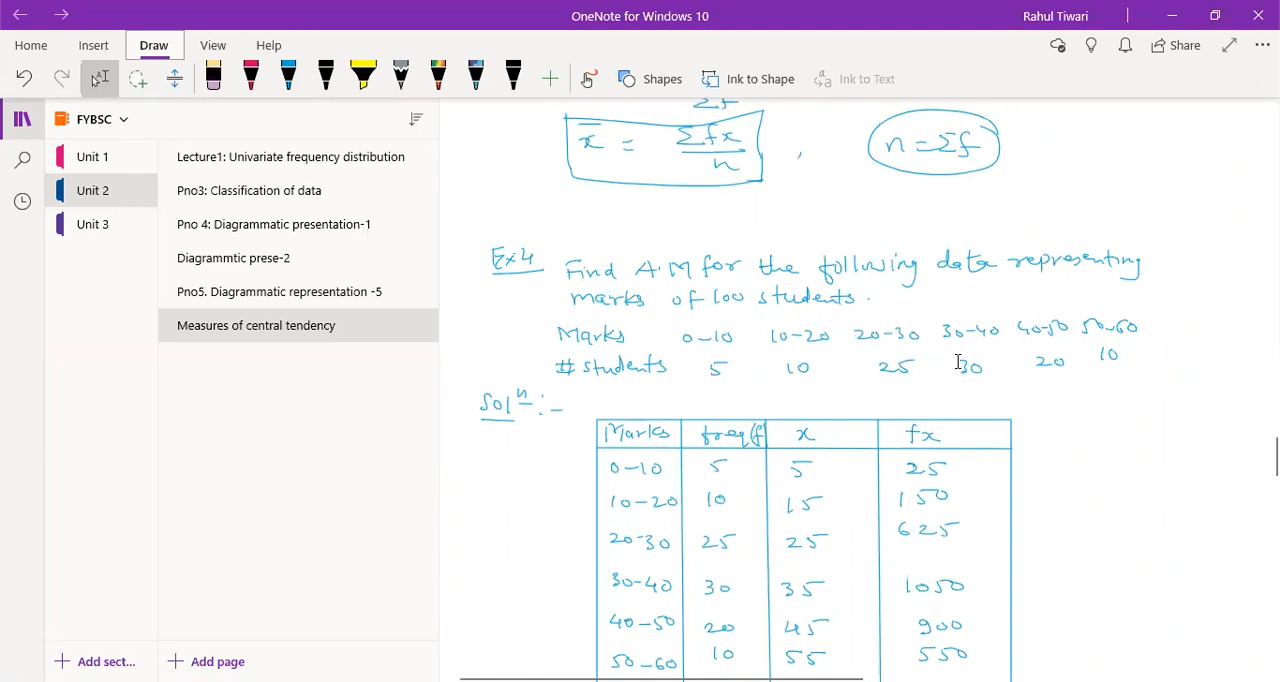 OneNote for Windows 10
Rahul Tiwari
Home Insert Draw View Help
Share
Shapes Ink to Shape Ink to Text
FYBSC
Unit 1
Unit 2
Unit 3
Lecture1: Univariate frequency distribution
Pno3: Classification of data
Pno 4: Diagrammatic presentation-1
Diagrammtic prese-2
Pno5. Diagrammatic representation -5
Measures of central tendency
Add sect...
Add page
Σf
x̄ = Σfx / n , n = Σf
Ex4 Find A.M for the following data representing
marks of 100 students.
Marks 0-10 10-20 20-30 30-40 40-50 50-60
# students 5 10 25 30 20 10
Solⁿ:-
Marks freq(f) x fx
0-10 5 5 25
10-20 10 15 150
20-30 25 25 625
30-40 30 35 1050
40-50 20 45 900
50-60 10 55 550